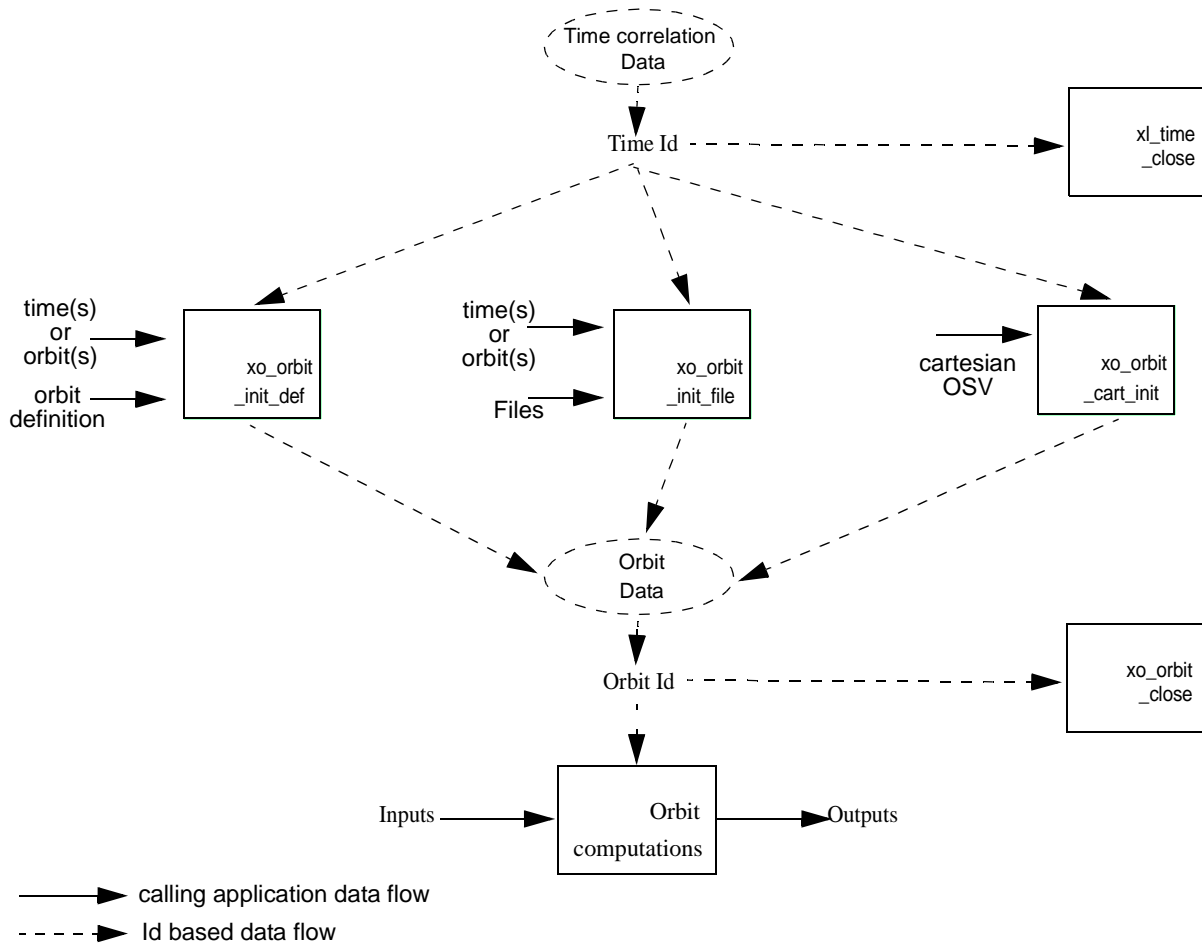 Time correlation
Data
Time Id
xl_time
_close
time(s)
or
orbit(s)
orbit
definition
xo_orbit
_init_def
time(s)
or
orbit(s)
Files
xo_orbit
_init_file
cartesian
OSV
xo_orbit
_cart_init
Orbit
Data
Orbit Id
xo_orbit
_close
Inputs
Orbit
computations
Outputs
calling application data flow
Id based data flow